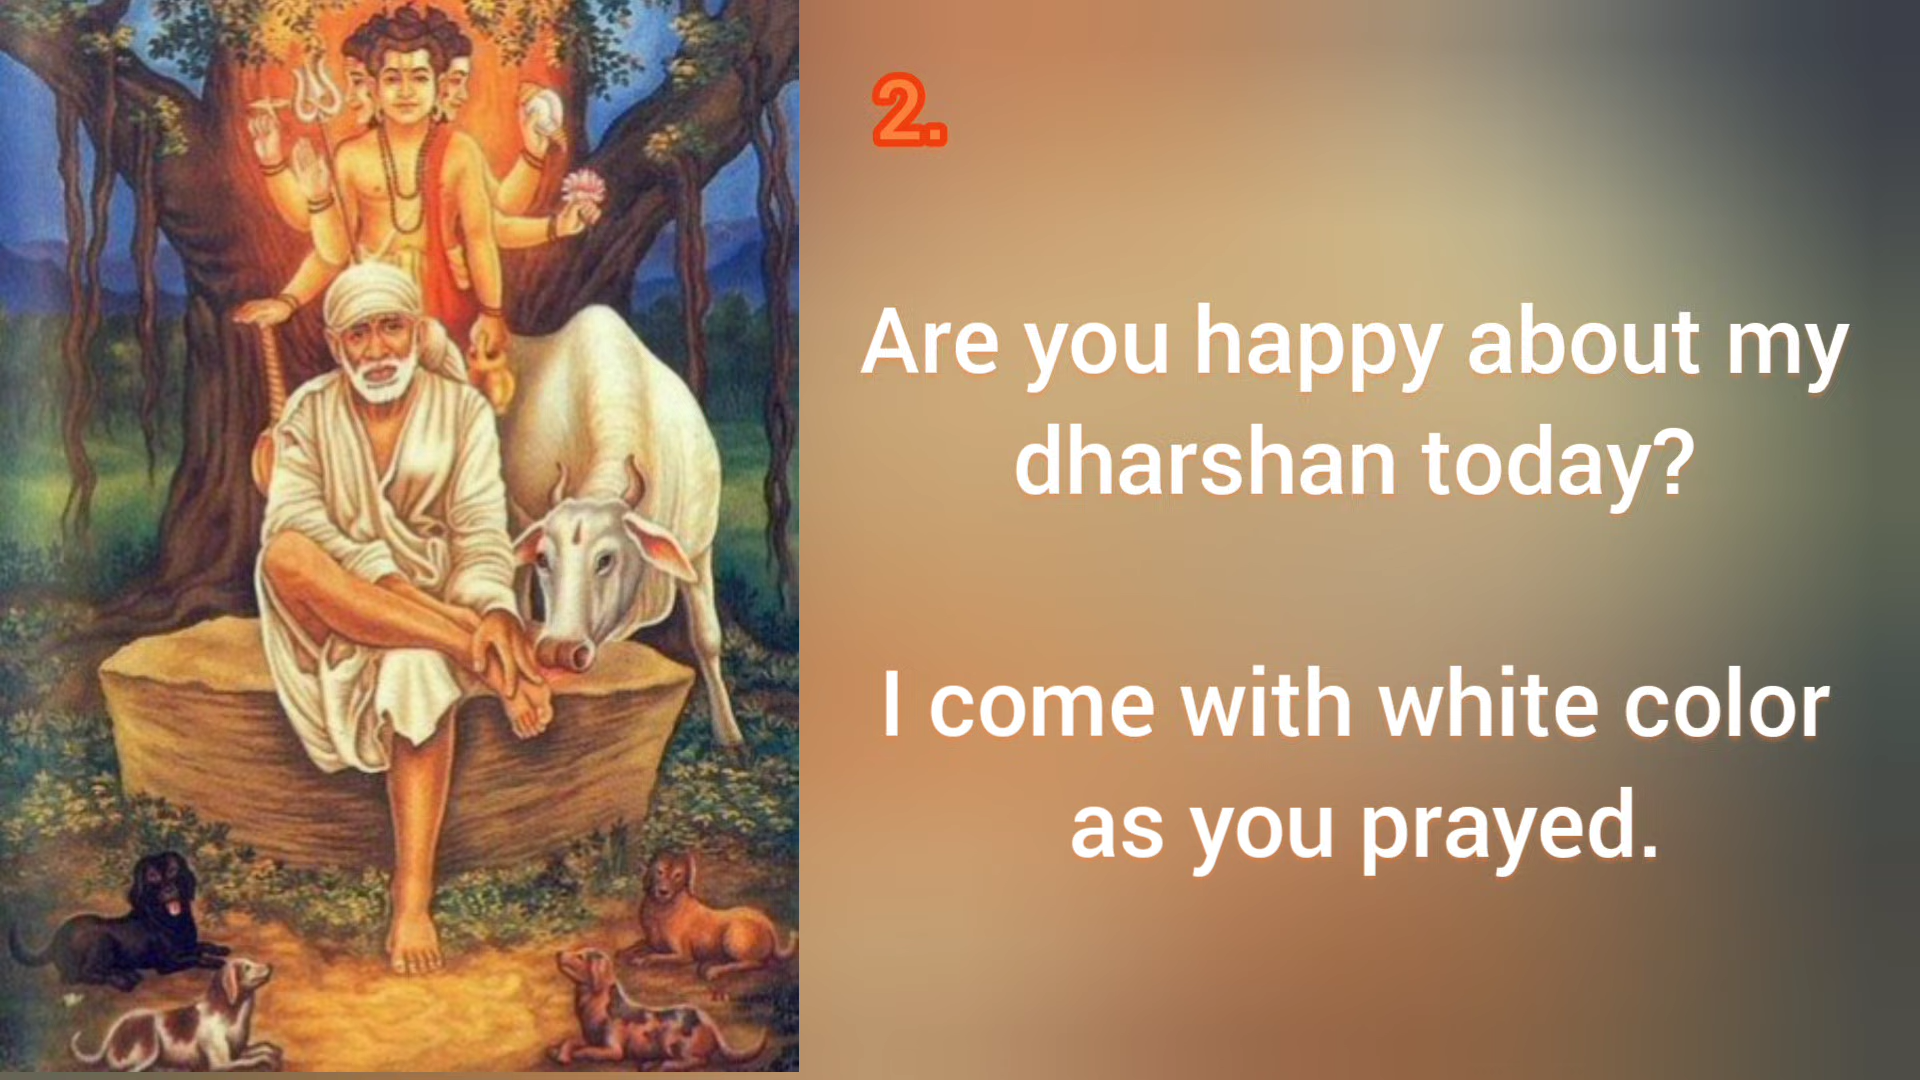 2.
Are you happy about my
dharshan today?
I come with white color
as you prayed.